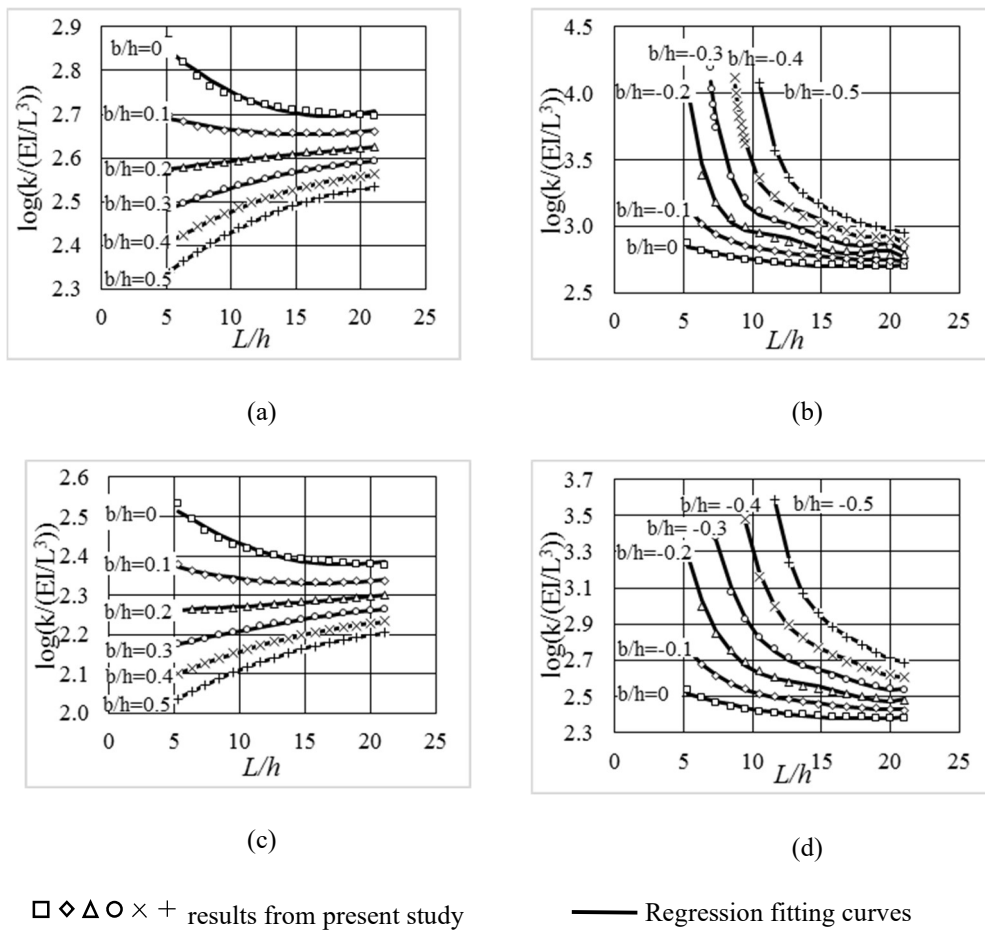 2.9
2.8
2.7
2.6
2.5
2.4
2.3
0 5 10 15 20 25
log(k/(EI/L³))
L/h
b/h=0
b/h=0.1
b/h=0.2
b/h=0.3
b/h=0.4
b/h=0.5
(a)
4.5
4.0
3.5
3.0
2.5
0 5 10 15 20 25
log(k/(EI/L³))
L/h
b/h=-0.3
b/h=-0.4
b/h=-0.2
b/h=-0.5
b/h=-0.1
b/h=0
(b)
2.6
2.5
2.4
2.3
2.2
2.1
2.0
0 5 10 15 20 25
log(k/(EI/L³))
L/h
b/h=0
b/h=0.1
b/h=0.2
b/h=0.3
b/h=0.4
b/h=0.5
(c)
3.7
3.5
3.3
3.1
2.9
2.7
2.5
2.3
0 5 10 15 20 25
log(k/(EI/L³))
L/h
b/h= -0.4
b/h= -0.5
b/h= -0.3
b/h=-0.2
b/h=-0.1
b/h=0
(d)
results from present study
Regression fitting curves